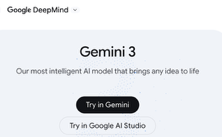 Google DeepMind
Gemini 3
Our most intelligent AI model that brings any idea to life
Try in Gemini
Try in Google AI Studio